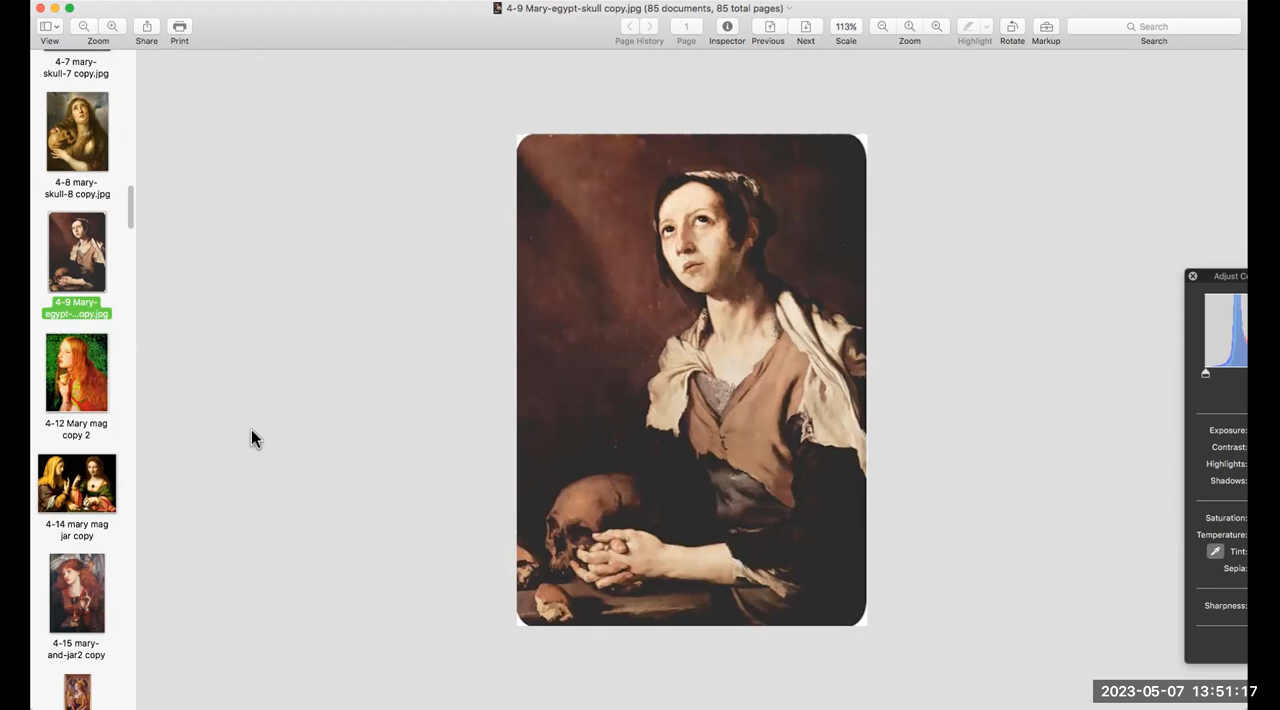 4-9 Mary-egypt-skull copy.jpg (85 documents, 85 total pages)
View
Zoom
Share
Print
Page History
1
Page
Inspector
Previous
Next
113%
Scale
Zoom
Highlight
Rotate
Markup
Search
Search
4-7 mary-
skull-7 copy.jpg
4-8 mary-
skull-8 copy.jpg
4-9 Mary-
egypt-...opy.jpg
4-12 Mary mag
copy 2
4-14 mary mag
jar copy
4-15 mary-
and-jar2 copy
Adjust
Exposure:
Contrast:
Highlights:
Shadows:
Saturation:
Temperature:
Tint:
Sepia:
Sharpness:
2023-05-07 13:51:17